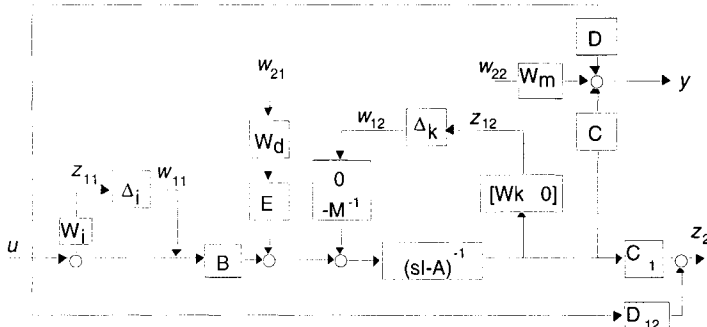 D
w21
w22 Wm y
w12 Δk z12
C
Wd
z11 Δi w11
0
-M⁻¹
E
[Wk 0]
Wi
z2
u
B
(sI-A)⁻¹
C1
D12